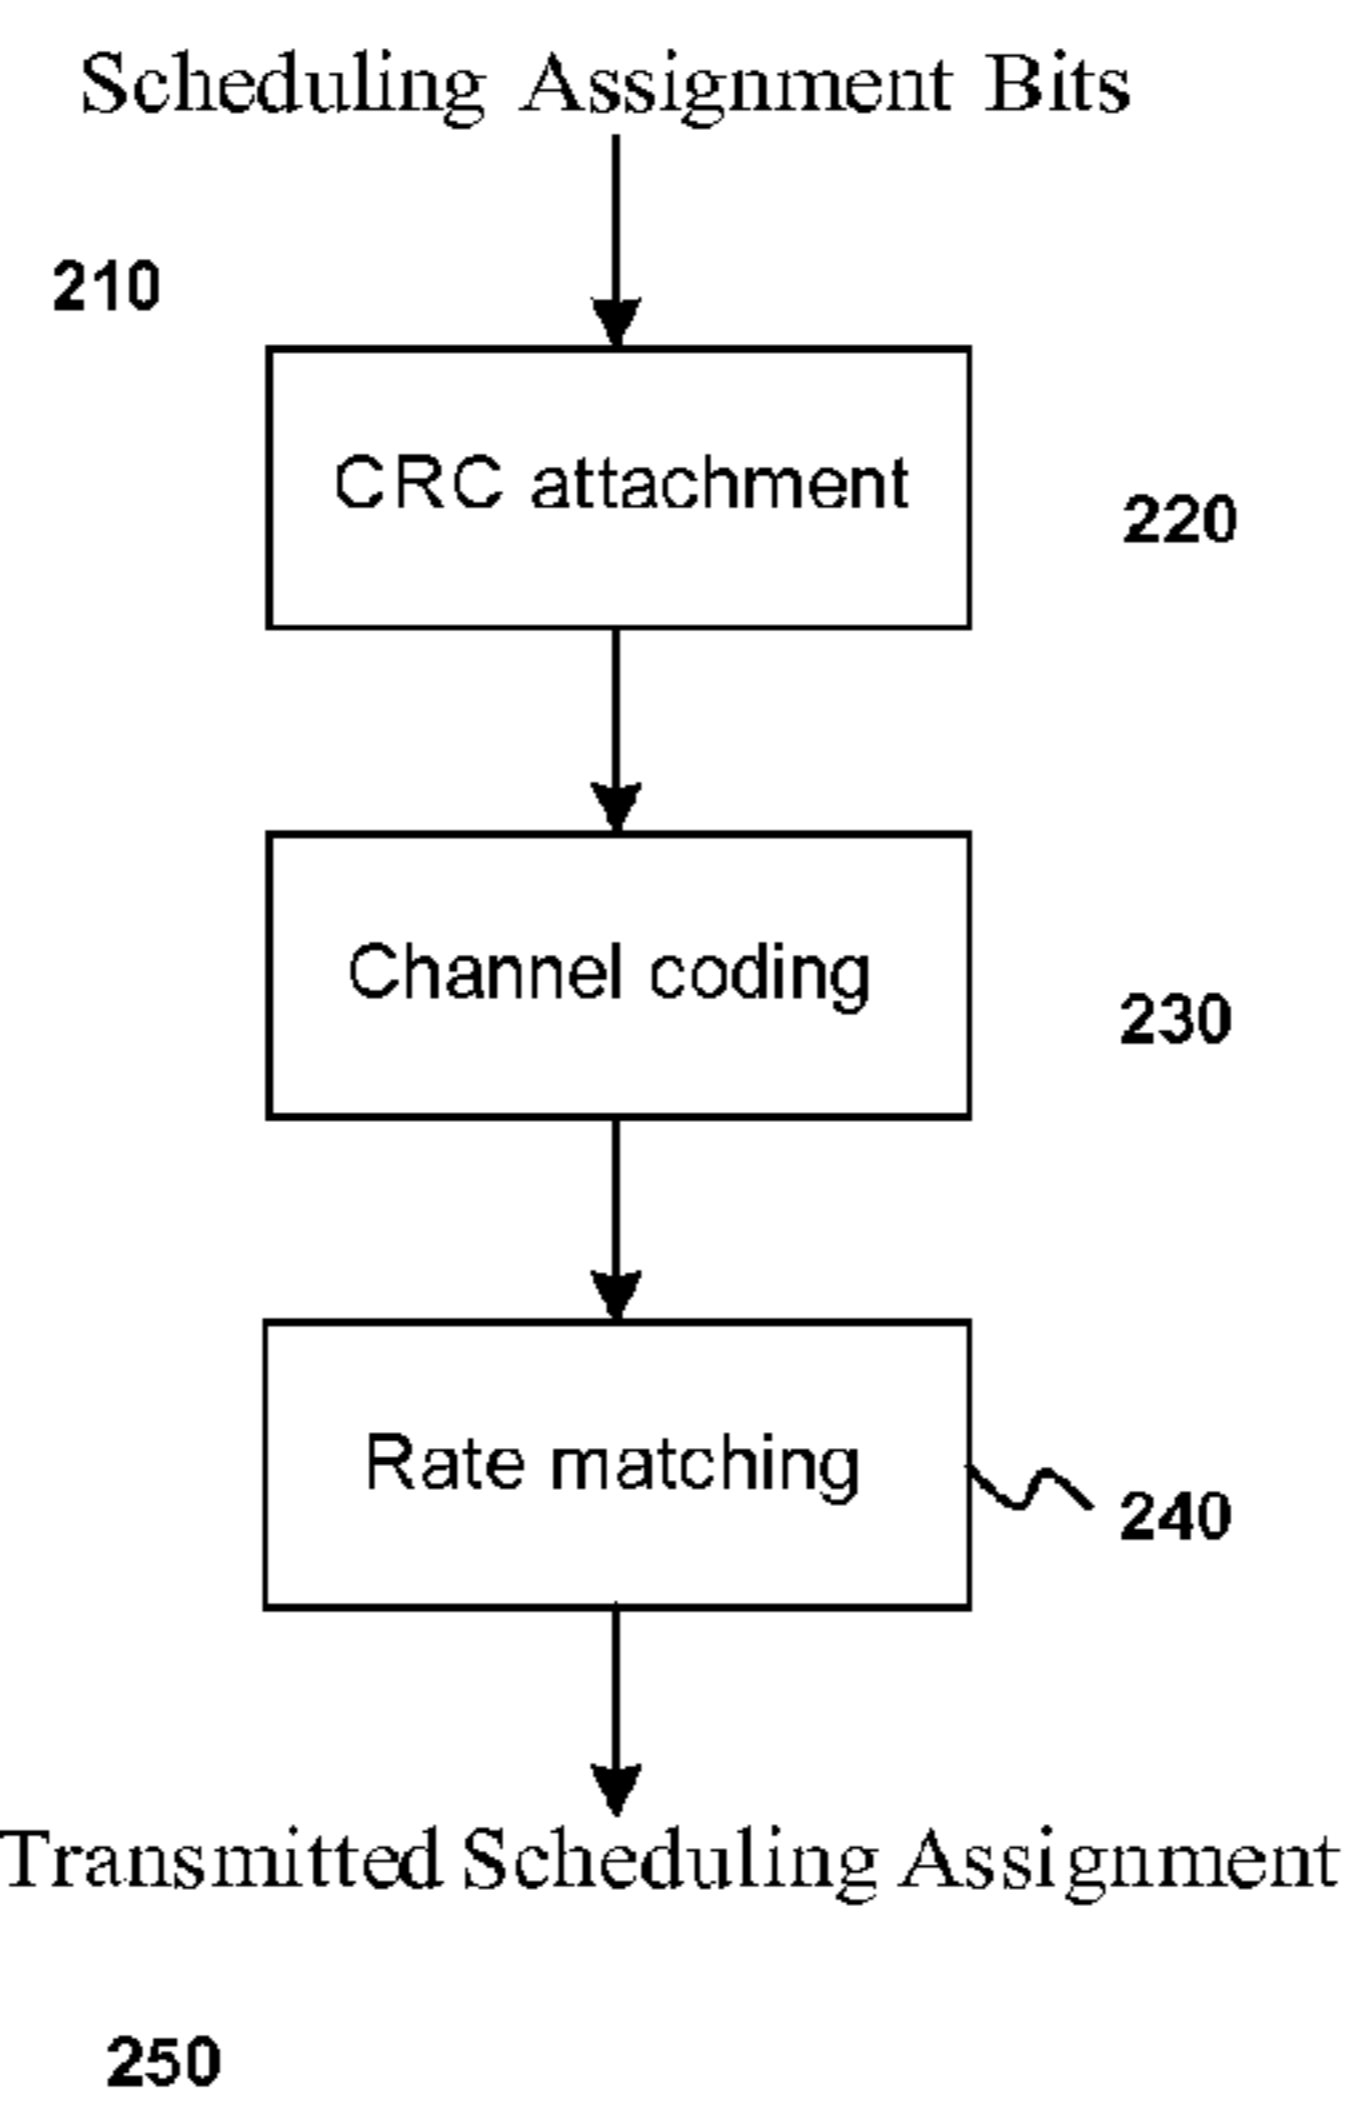 Scheduling Assignment Bits
210
CRC attachment
220
Channel coding
230
Rate matching
240
Transmitted Scheduling Assignment
250